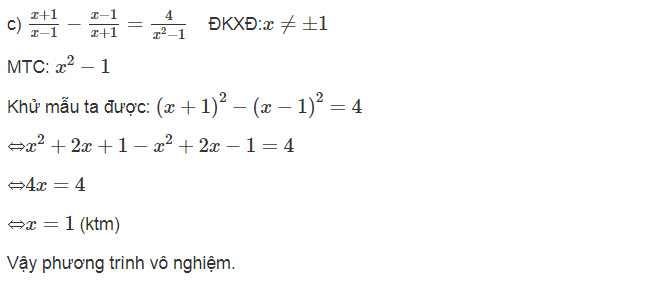 c) $\frac{x+1}{x-1} - \frac{x-1}{x+1} = \frac{4}{x^2-1}$ ĐKXĐ:$x \neq \pm 1$
MTC: $x^2 - 1$
Khử mẫu ta được: $(x+1)^2 - (x-1)^2 = 4$
⇔$x^2 + 2x + 1 - x^2 + 2x - 1 = 4$
⇔$4x = 4$
⇔$x = 1$ (ktm)
Vậy phương trình vô nghiệm.